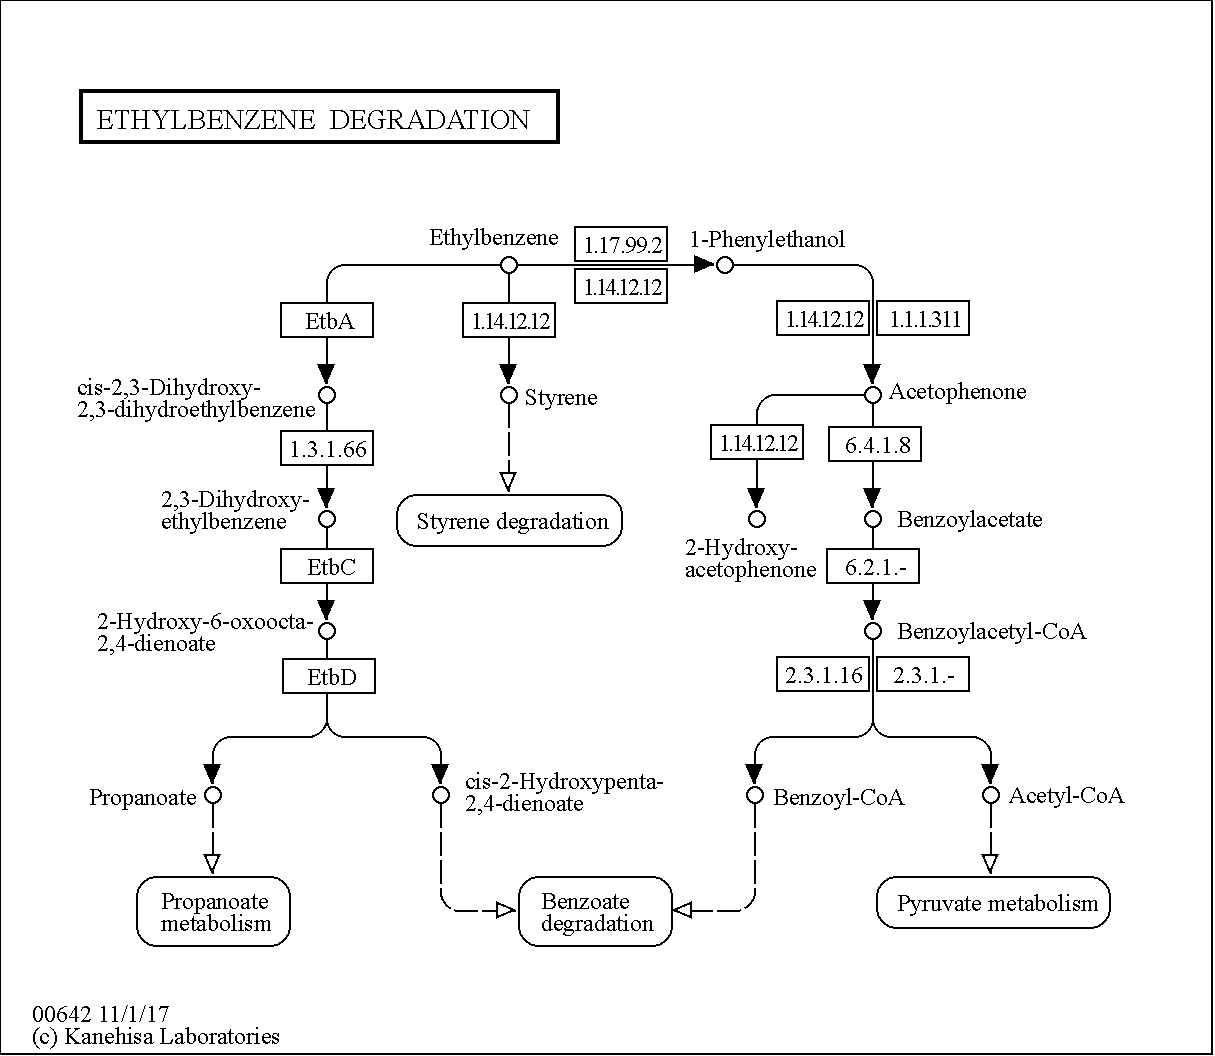 ETHYLBENZENE DEGRADATION
Ethylbenzene
1.17.99.2
1-Phenylethanol
1.14.12.12
EtbA
1.14.12.12
1.14.12.12
1.1.1.311
cis-2,3-Dihydroxy-
2,3-dihydroethylbenzene
Styrene
Acetophenone
1.3.1.66
1.14.12.12
6.4.1.8
2,3-Dihydroxy-
ethylbenzene
Styrene degradation
2-Hydroxy-
acetophenone
Benzoylacetate
EtbC
6.2.1.-
2-Hydroxy-6-oxoocta-
2,4-dienoate
Benzoylacetyl-CoA
EtbD
2.3.1.16
2.3.1.-
Propanoate
cis-2-Hydroxypenta-
2,4-dienoate
Benzoyl-CoA
Acetyl-CoA
Propanoate
metabolism
Benzoate
degradation
Pyruvate metabolism
00642 11/1/17
(c) Kanehisa Laboratories